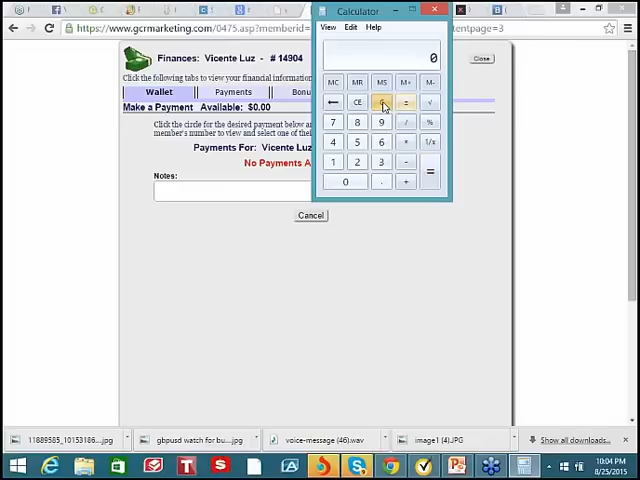 Calculator
https://www.gcrmarketing.com/0475.asp?memberid=
tentpage=3
View Edit Help
0
Finances: Vicente Luz - # 14904
Close
Click the following tabs to view your financial information
Wallet Payments Bonu
Make a Payment Available: $0.00
Click the circle for the desired payment below an
member's number to view and select one of the
Payments For: Vicente Luz
No Payments A
Notes:
Cancel
MC MR MS M+ M-
← CE C ± √
7 8 9 / %
4 5 6 * 1/x
1 2 3 - =
0 . +
11889585_10153186....jpg
gbpusd watch for bu....jpg
voice-message (46).wav
image1 (4).JPG
Show all downloads...
10:04 PM
8/25/2015